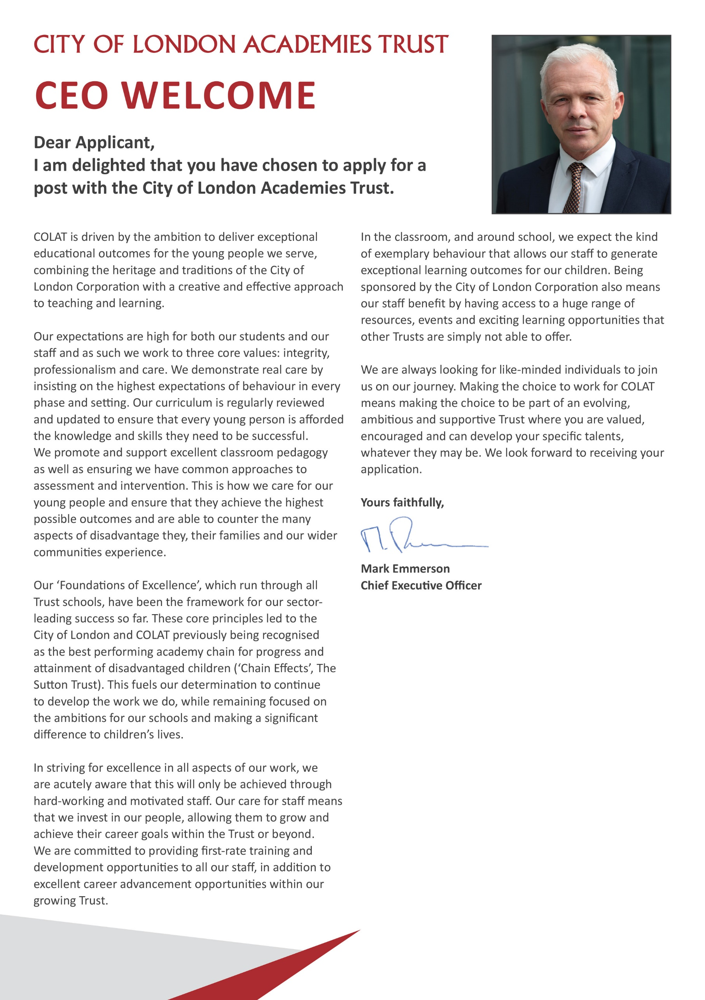 CITY OF LONDON ACADEMIES TRUST
CEO WELCOME
Dear Applicant,
I am delighted that you have chosen to apply for a
post with the City of London Academies Trust.
COLAT is driven by the ambition to deliver exceptional
educational outcomes for the young people we serve,
combining the heritage and traditions of the City of
London Corporation with a creative and effective approach
to teaching and learning.
Our expectations are high for both our students and our
staff and as such we work to three core values: integrity,
professionalism and care. We demonstrate real care by
insisting on the highest expectations of behaviour in every
phase and setting. Our curriculum is regularly reviewed
and updated to ensure that every young person is afforded
the knowledge and skills they need to be successful.
We promote and support excellent classroom pedagogy
as well as ensuring we have common approaches to
assessment and intervention. This is how we care for our
young people and ensure that they achieve the highest
possible outcomes and are able to counter the many
aspects of disadvantage they, their families and our wider
communities experience.
Our ‘Foundations of Excellence’, which run through all
Trust schools, have been the framework for our sector-
leading success so far. These core principles led to the
City of London and COLAT previously being recognised
as the best performing academy chain for progress and
attainment of disadvantaged children (‘Chain Effects’, The
Sutton Trust). This fuels our determination to continue
to develop the work we do, while remaining focused on
the ambitions for our schools and making a significant
difference to children’s lives.
In striving for excellence in all aspects of our work, we
are acutely aware that this will only be achieved through
hard-working and motivated staff. Our care for staff means
that we invest in our people, allowing them to grow and
achieve their career goals within the Trust or beyond.
We are committed to providing first-rate training and
development opportunities to all our staff, in addition to
excellent career advancement opportunities within our
growing Trust.
In the classroom, and around school, we expect the kind
of exemplary behaviour that allows our staff to generate
exceptional learning outcomes for our children. Being
sponsored by the City of London Corporation also means
our staff benefit by having access to a huge range of
resources, events and exciting learning opportunities that
other Trusts are simply not able to offer.
We are always looking for like-minded individuals to join
us on our journey. Making the choice to work for COLAT
means making the choice to be part of an evolving,
ambitious and supportive Trust where you are valued,
encouraged and can develop your specific talents,
whatever they may be. We look forward to receiving your
application.
Yours faithfully,
Mark Emmerson
Chief Executive Officer